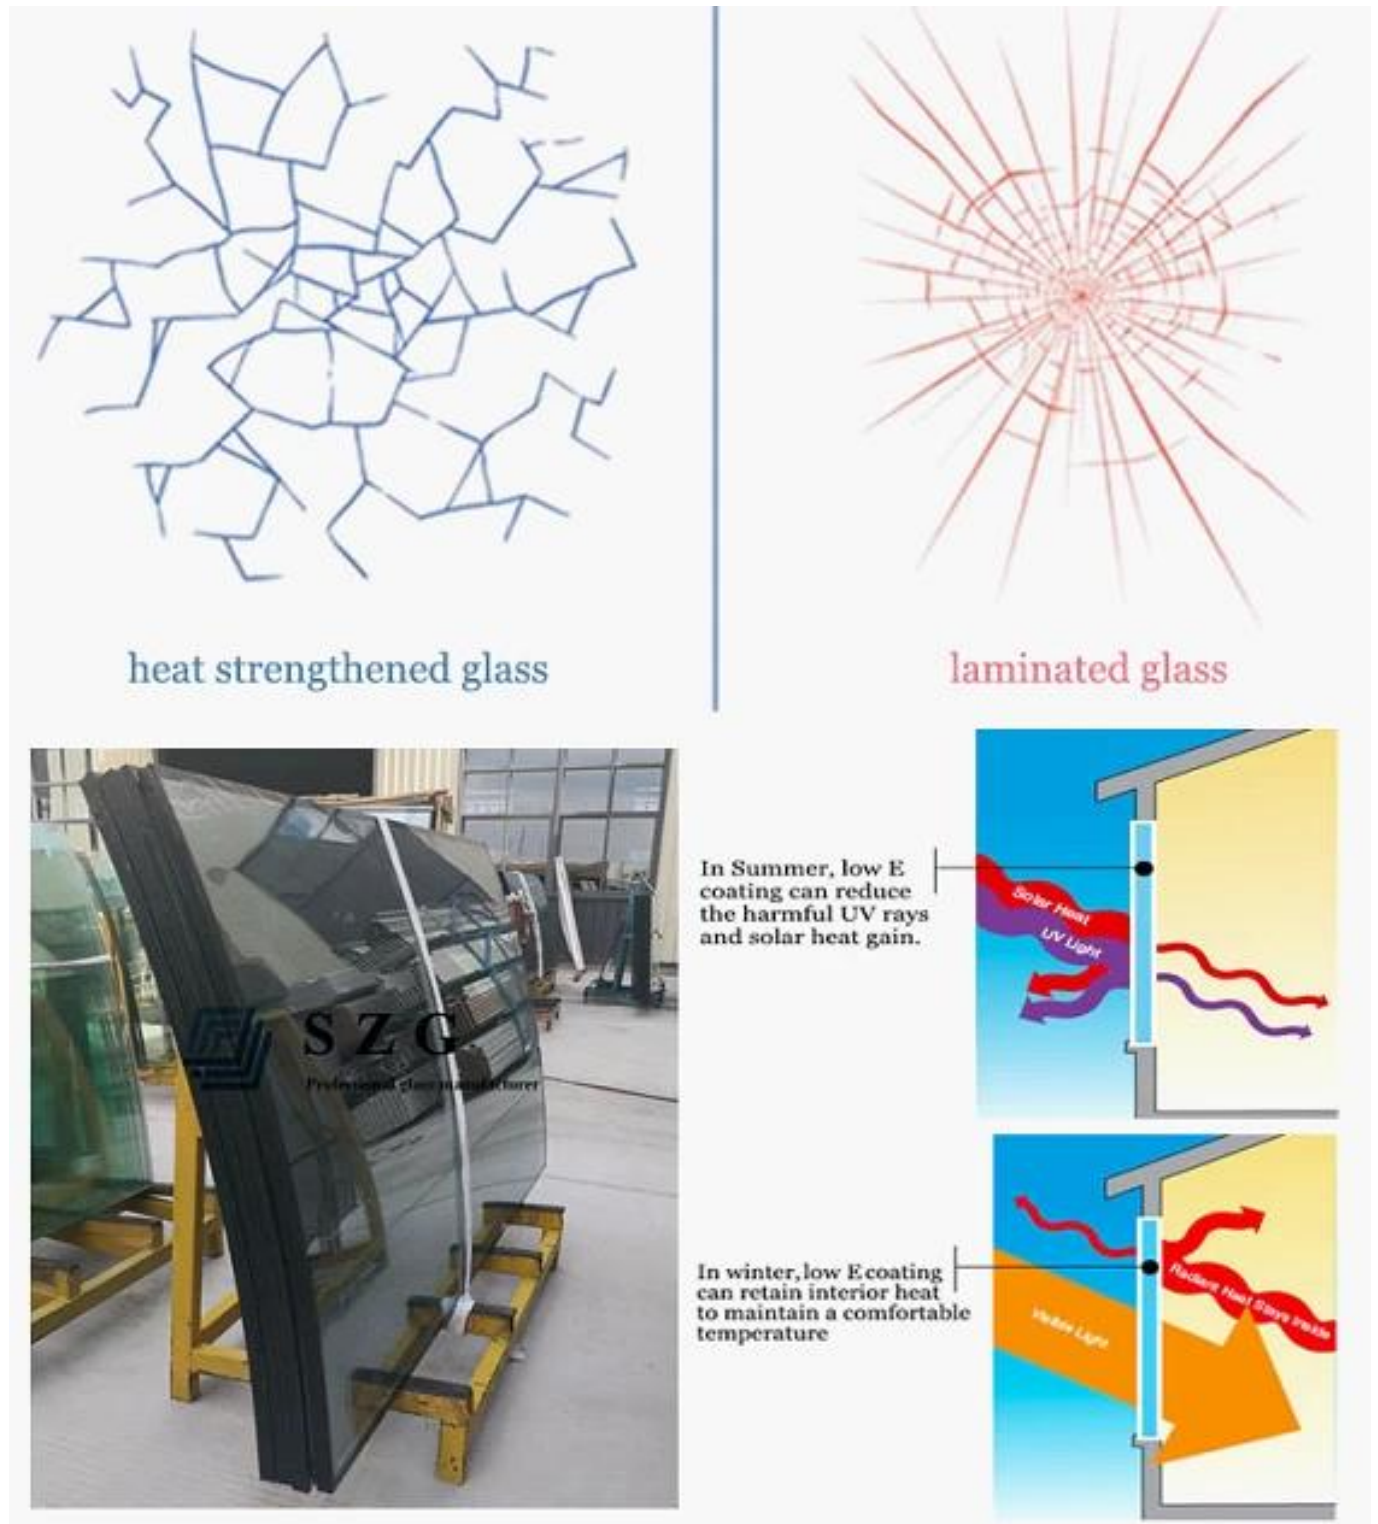 heat strengthened glass
laminated glass
In Summer, low E
coating can reduce
the harmful UV rays
and solar heat gain.
Solar Heat
UV Light
S Z G
Professional glass manufacturer
In winter, low E coating
can retain interior heat
to maintain a comfortable
temperature
Visible Light
Radiant Heat Stays Inside